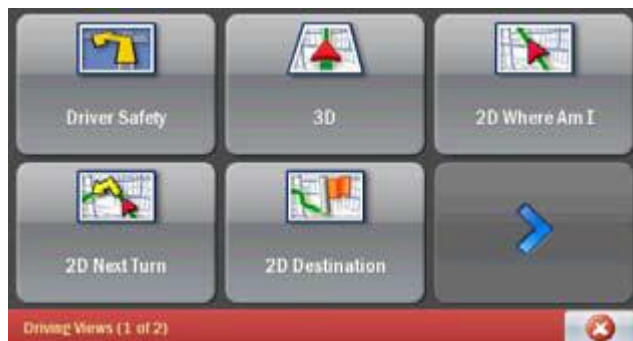 Driver Safety
3D
2D Where Am I
2D Next Turn
2D Destination
Driving Views (1 of 2)